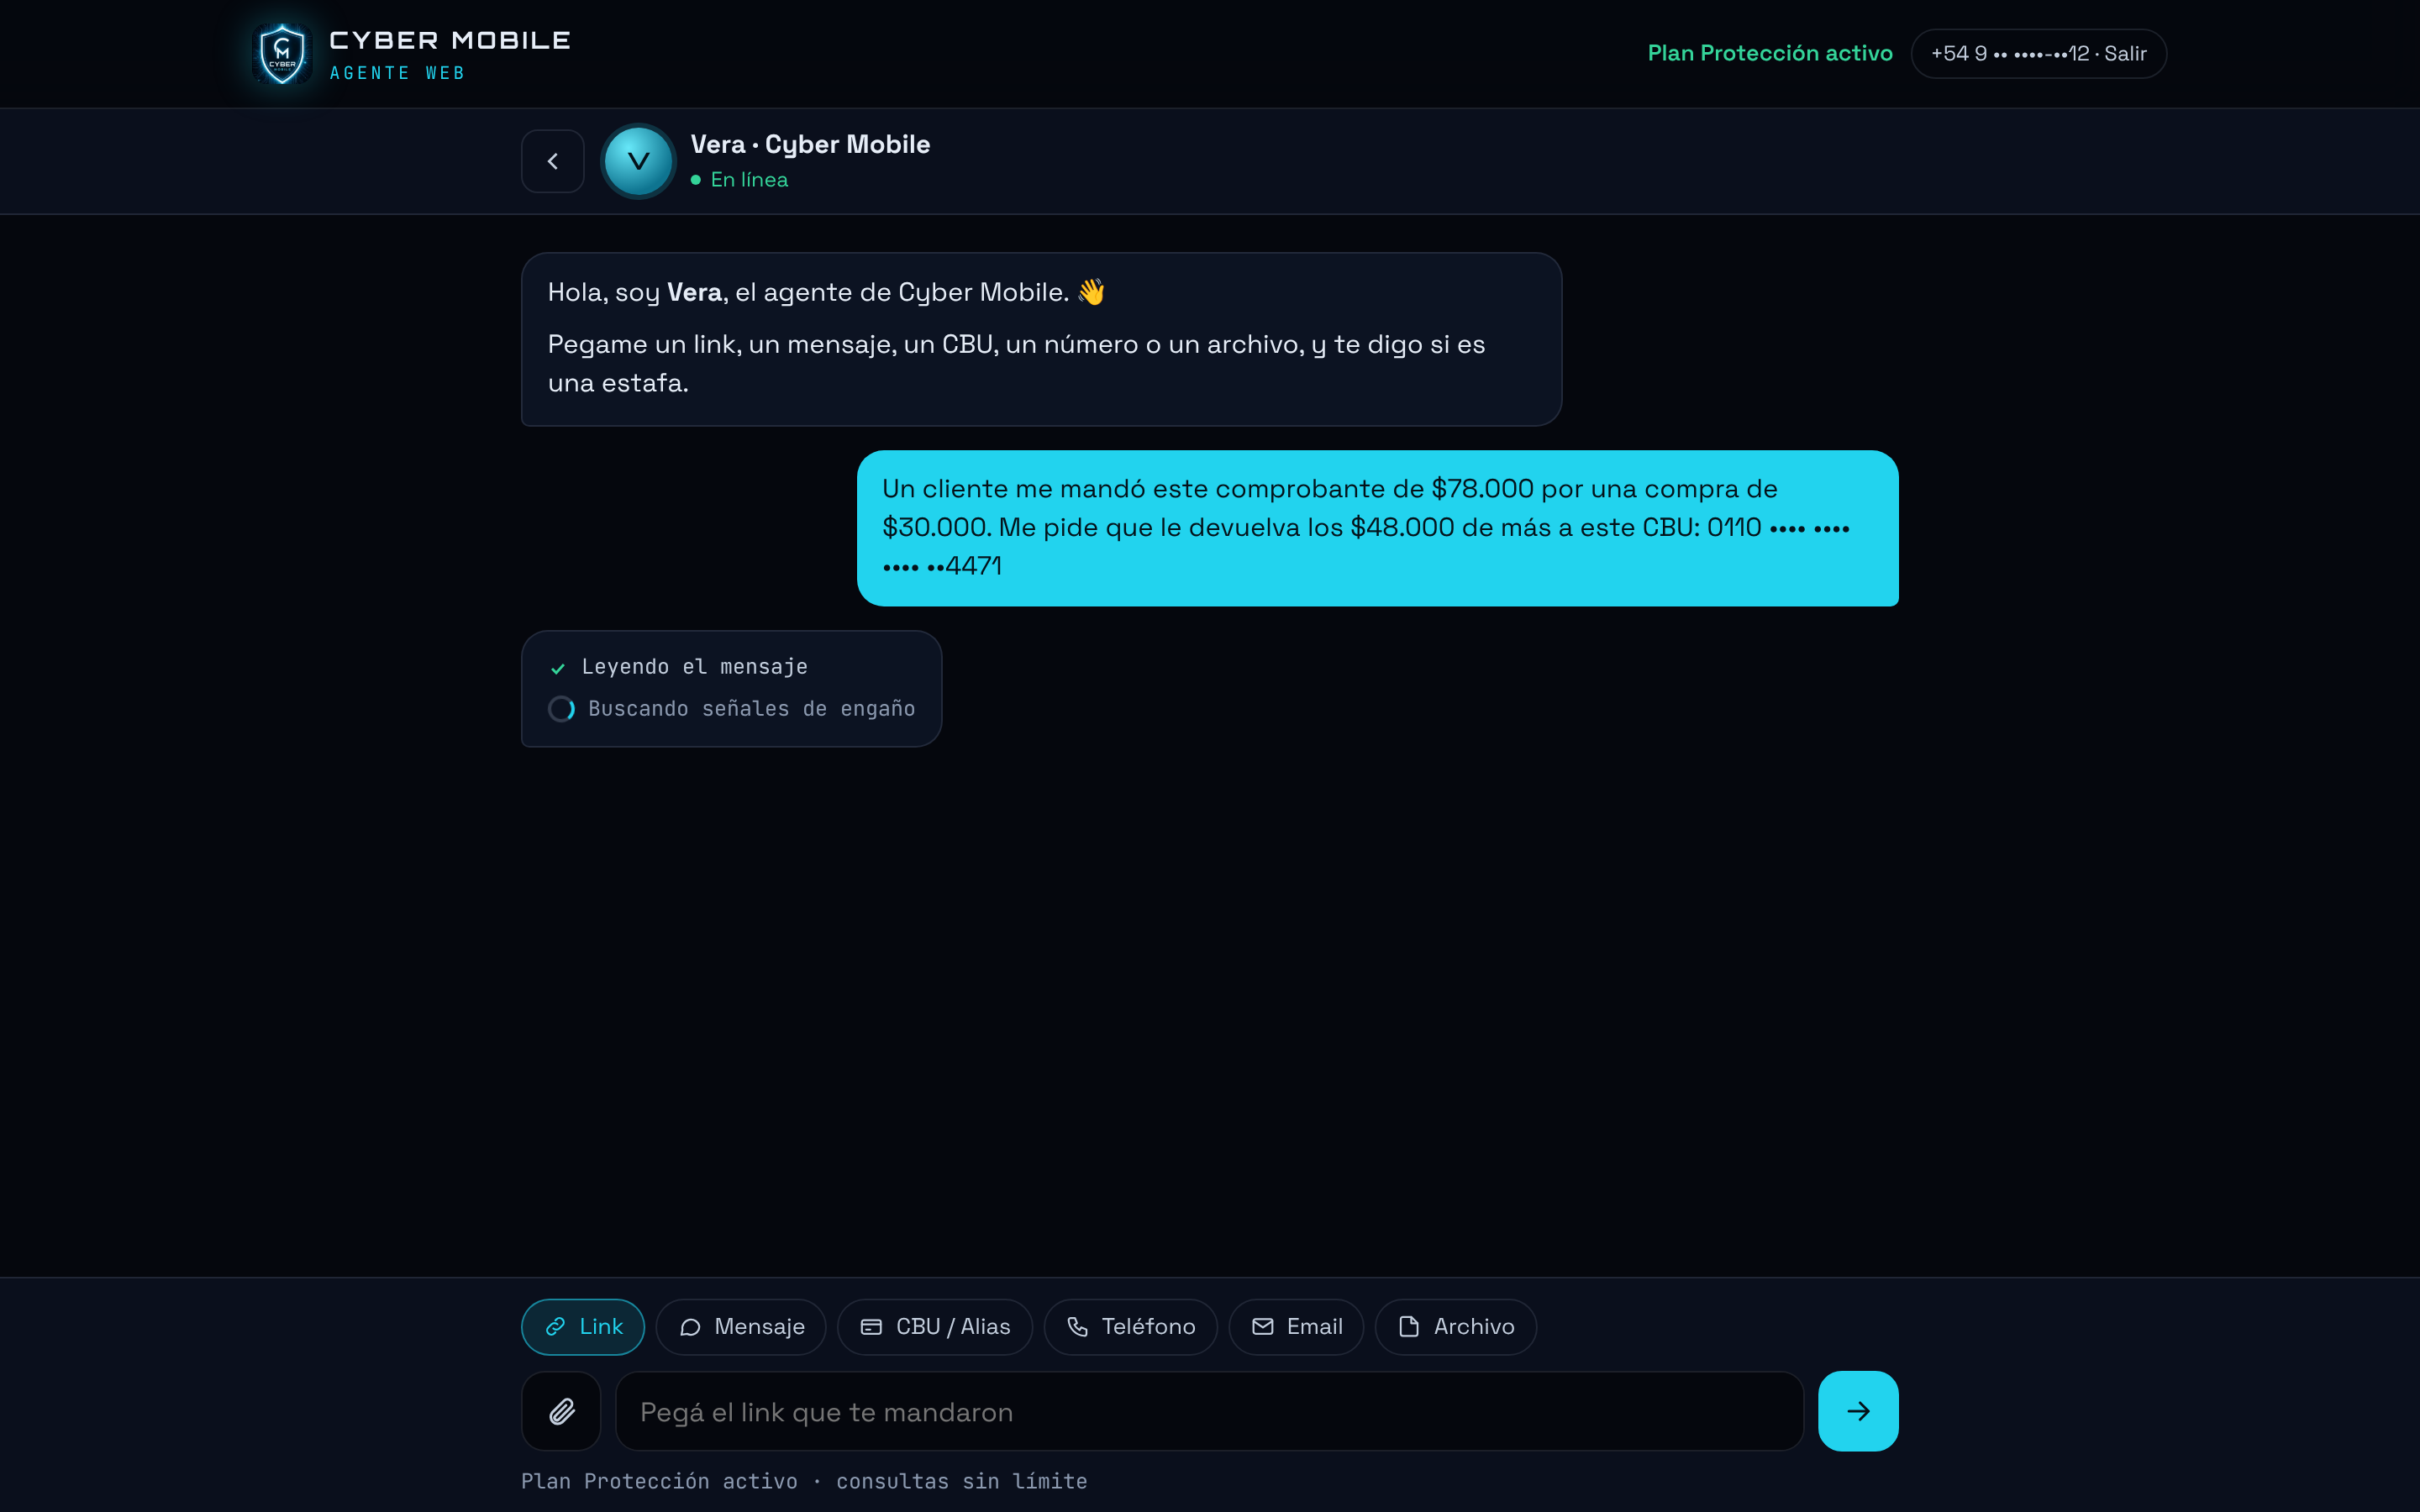 CM
CYBER
CYBER MOBILE
AGENTE WEB
Plan Protección activo
+54 9 •• ••••-••12 · Salir
V
Vera · Cyber Mobile
En línea
Hola, soy Vera, el agente de Cyber Mobile. 👋
Pegame un link, un mensaje, un CBU, un número o un archivo, y te digo si es
una estafa.
Un cliente me mandó este comprobante de $78.000 por una compra de
$30.000. Me pide que le devuelva los $48.000 de más a este CBU: 0110 •••• ••••
•••• ••4471
Leyendo el mensaje
Buscando señales de engaño
Link
Mensaje
CBU / Alias
Teléfono
Email
Archivo
Pegá el link que te mandaron
Plan Protección activo · consultas sin límite